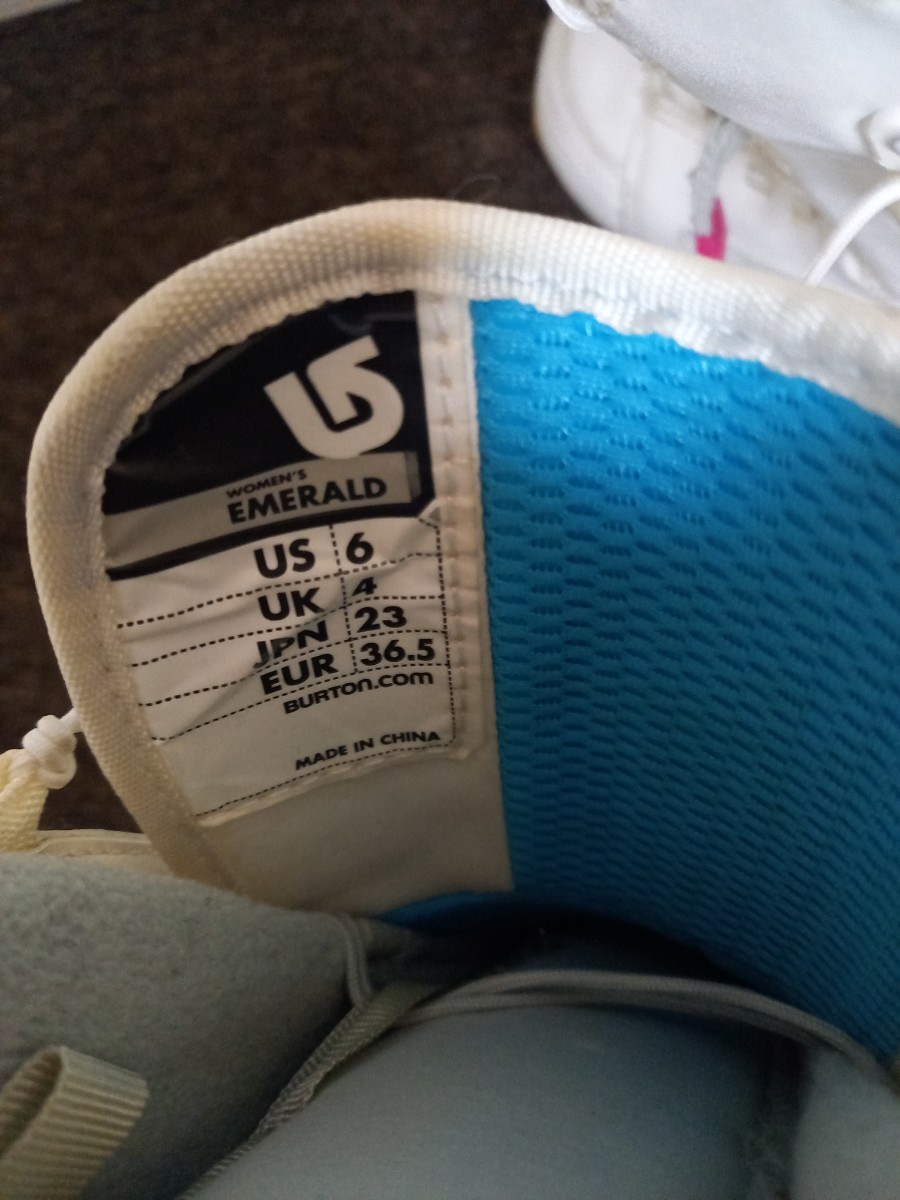 WOMEN'S
EMERALD
US 6
UK 4
JPN 23
EUR 36.5
BURTON.COM
MADE IN CHINA